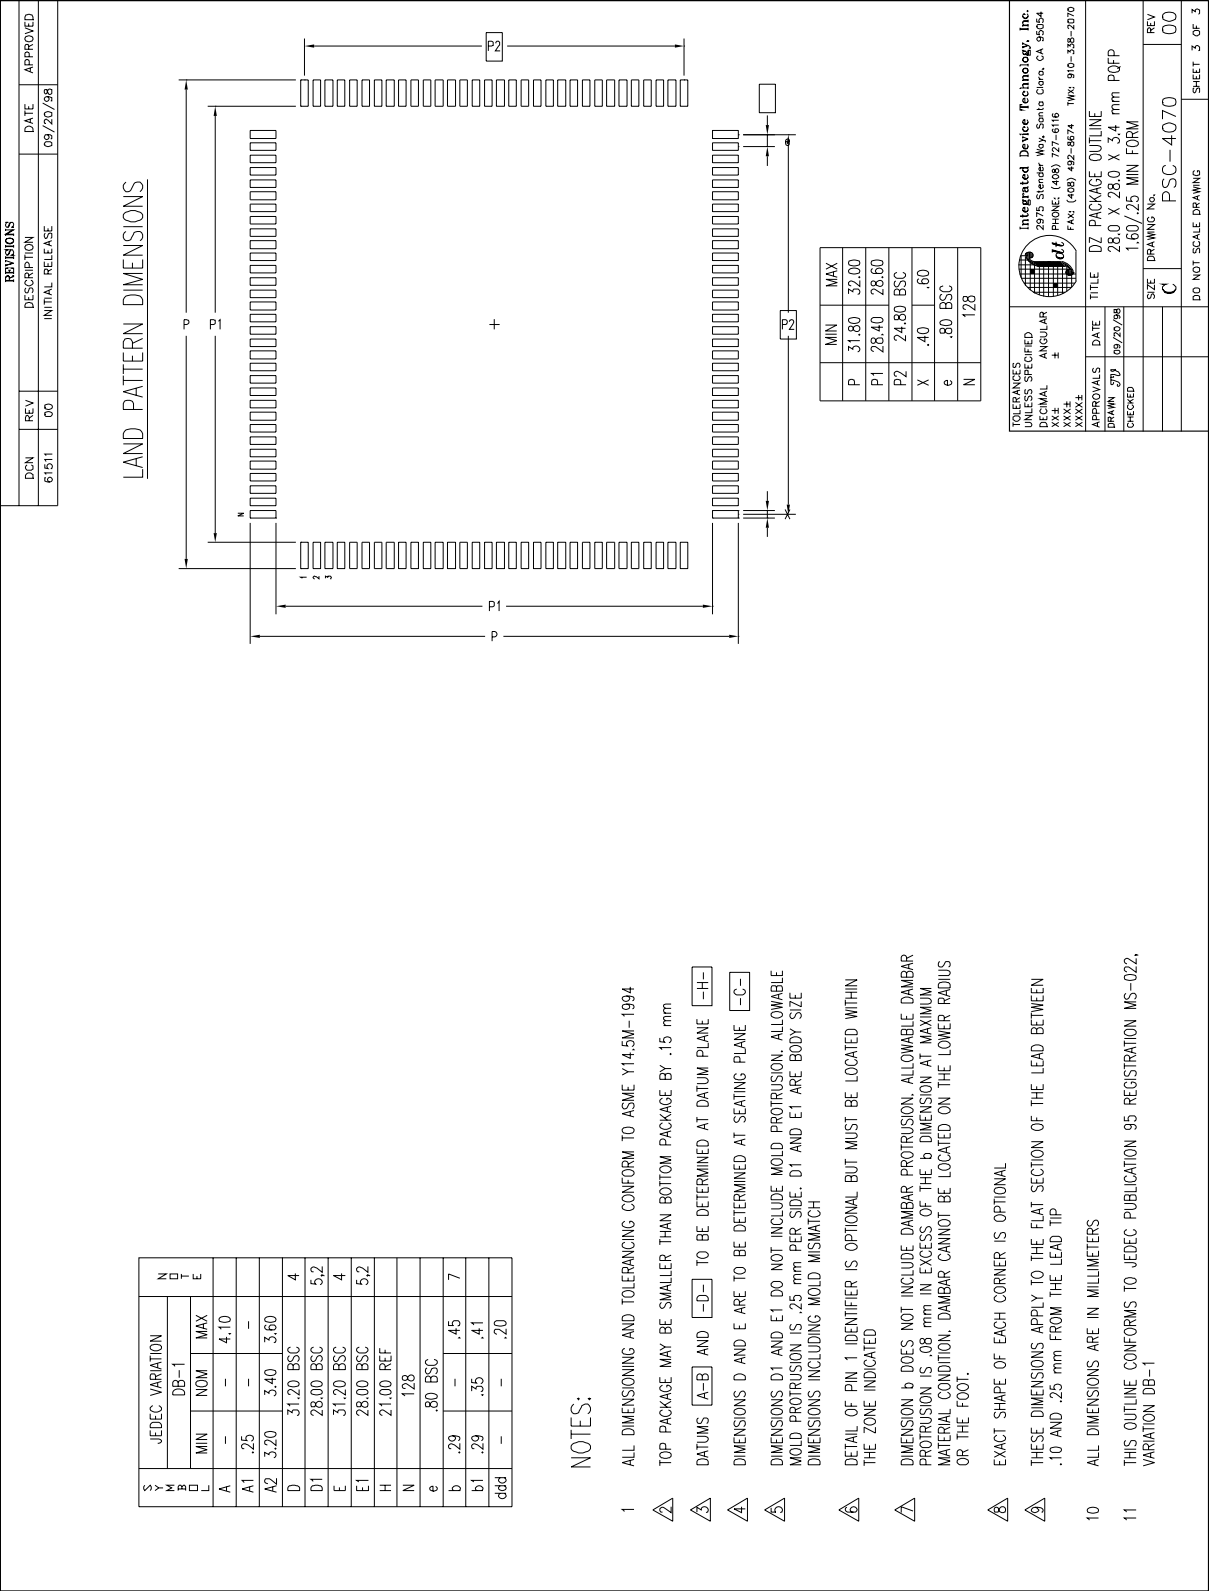 REVISIONS
DCN REV DESCRIPTION DATE APPROVED
61511 00 INITIAL RELEASE 09/20/98
LAND PATTERN DIMENSIONS
P
P1
P2
N
1
2
3
P1
P
P2
e
X
MIN MAX
P 31.80 32.00
P1 28.40 28.60
P2 24.80 BSC
X .40 .60
e .80 BSC
N 128
SYMBOL JEDEC VARIATION NOTE
DB-1
MIN NOM MAX
A - - 4.10
A1 .25 - -
A2 3.20 3.40 3.60
D 31.20 BSC 4
D1 28.00 BSC 5,2
E 31.20 BSC 4
E1 28.00 BSC 5,2
H 21.00 REF
N 128
e .80 BSC
b .29 - .45 7
b1 .29 .35 .41
ddd - - .20
NOTES:
1 ALL DIMENSIONING AND TOLERANCING CONFORM TO ASME Y14.5M-1994
2 TOP PACKAGE MAY BE SMALLER THAN BOTTOM PACKAGE BY .15 mm
3 DATUMS A-B AND -D- TO BE DETERMINED AT DATUM PLANE -H-
4 DIMENSIONS D AND E ARE TO BE DETERMINED AT SEATING PLANE -C-
5 DIMENSIONS D1 AND E1 DO NOT INCLUDE MOLD PROTRUSION. ALLOWABLE
MOLD PROTRUSION IS .25 mm PER SIDE. D1 AND E1 ARE BODY SIZE
DIMENSIONS INCLUDING MOLD MISMATCH
6 DETAIL OF PIN 1 IDENTIFIER IS OPTIONAL BUT MUST BE LOCATED WITHIN
THE ZONE INDICATED
7 DIMENSION b DOES NOT INCLUDE DAMBAR PROTRUSION. ALLOWABLE DAMBAR
PROTRUSION IS .08 mm IN EXCESS OF THE b DIMENSION AT MAXIMUM
MATERIAL CONDITION. DAMBAR CANNOT BE LOCATED ON THE LOWER RADIUS
OR THE FOOT.
8 EXACT SHAPE OF EACH CORNER IS OPTIONAL
9 THESE DIMENSIONS APPLY TO THE FLAT SECTION OF THE LEAD BETWEEN
.10 AND .25 mm FROM THE LEAD TIP
10 ALL DIMENSIONS ARE IN MILLIMETERS
11 THIS OUTLINE CONFORMS TO JEDEC PUBLICATION 95 REGISTRATION MS-022,
VARIATION DB-1
TOLERANCES
UNLESS SPECIFIED
DECIMAL ANGULAR
XX± ±
XXX±
XXXX±
APPROVALS DATE
DRAWN TV 09/20/98
CHECKED
dt
Integrated Device Technology, Inc.
2975 Stender Way, Santa Clara, CA 95054
PHONE: (408) 727-6116
FAX: (408) 492-8674 TWX: 910-338-2070
TITLE DZ PACKAGE OUTLINE
28.0 X 28.0 X 3.4 mm PQFP
1.60/.25 MIN FORM
SIZE DRAWING No. REV
C PSC-4070 00
DO NOT SCALE DRAWING SHEET 3 OF 3